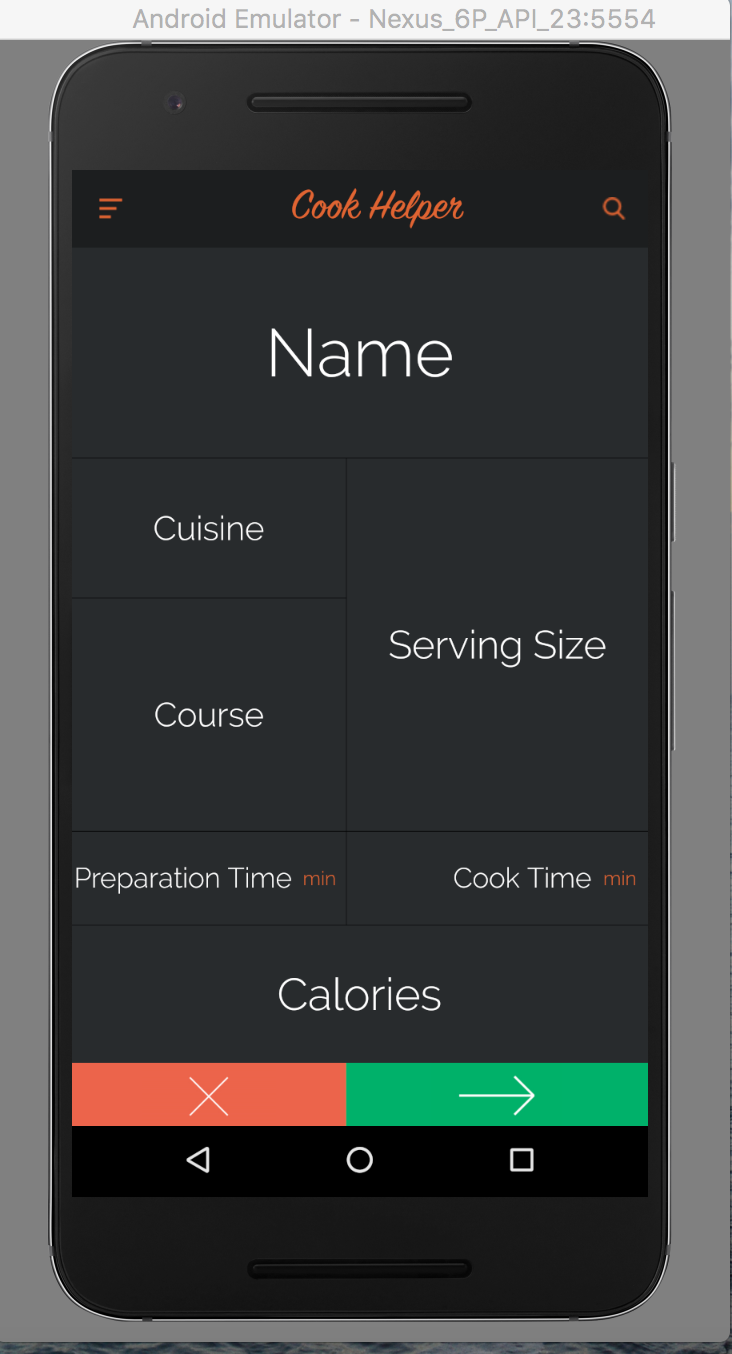 Android Emulator - Nexus_6P_API_23:5554
Cook Helper
Name
Cuisine
Serving Size
Course
Preparation Time min
Cook Time min
Calories